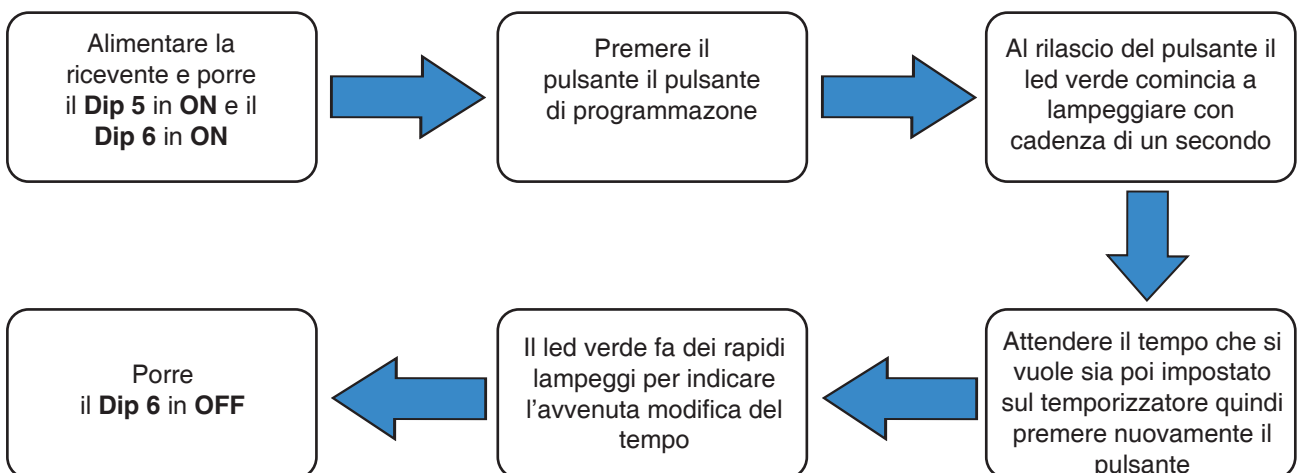 Alimentare la
ricevente e porre
il Dip 5 in ON e il
Dip 6 in ON
Premere il
pulsante il pulsante
di programmazone
Al rilascio del pulsante il
led verde comincia a
lampeggiare con
cadenza di un secondo
Attendere il tempo che si
vuole sia poi impostato
sul temporizzatore quindi
premere nuovamente il
pulsante
Il led verde fa dei rapidi
lampeggi per indicare
l'avvenuta modifica del
tempo
Porre
il Dip 6 in OFF